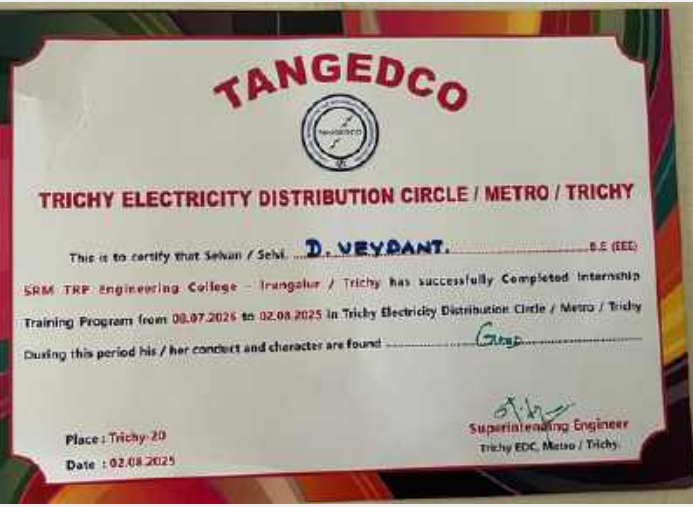 TANGEDCO
TANGEDCO
TRICHY ELECTRICITY DISTRIBUTION CIRCLE / METRO / TRICHY
This is to certify that Selvan / Selvi. D. VEYDANT. B.E (EEE)
SRM TRP Engineering College - Irungalur / Trichy has successfully Completed Internship
Training Program from 08.07.2025 to 02.08.2025 in Trichy Electricity Distribution Circle / Metro / Trichy
During this period his / her conduct and character are found Good
Superintending Engineer
Trichy EDC, Metro / Trichy.
Place : Trichy-20
Date : 02.08.2025